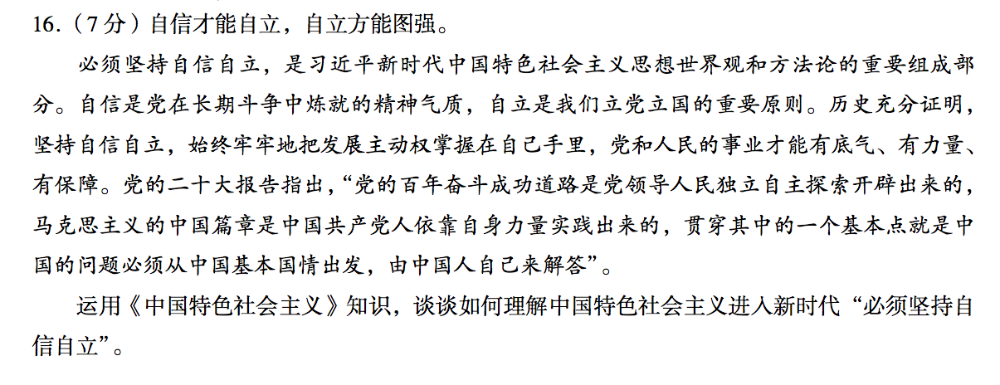 16.（7分）自信才能自立，自立方能图强。
必须坚持自信自立，是习近平新时代中国特色社会主义思想世界观和方法论的重要组成部
分。自信是党在长期斗争中炼就的精神气质，自立是我们立党立国的重要原则。历史充分证明，
坚持自信自立，始终牢牢地把发展主动权掌握在自己手里，党和人民的事业才能有底气、有力量、
有保障。党的二十大报告指出，“党的百年奋斗成功道路是党领导人民独立自主探索开辟出来的，
马克思主义的中国篇章是中国共产党人依靠自身力量实践出来的，贯穿其中的一个基本点就是中
国的问题必须从中国基本国情出发，由中国人自己来解答”。
运用《中国特色社会主义》知识，谈谈如何理解中国特色社会主义进入新时代“必须坚持自
信自立”。